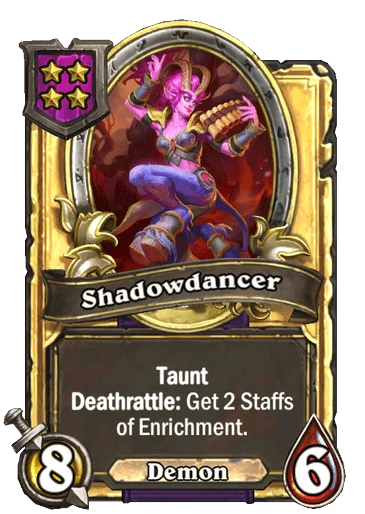 Shadowdancer
Taunt
Deathrattle: Get 2 Staffs
of Enrichment.
8
Demon
6